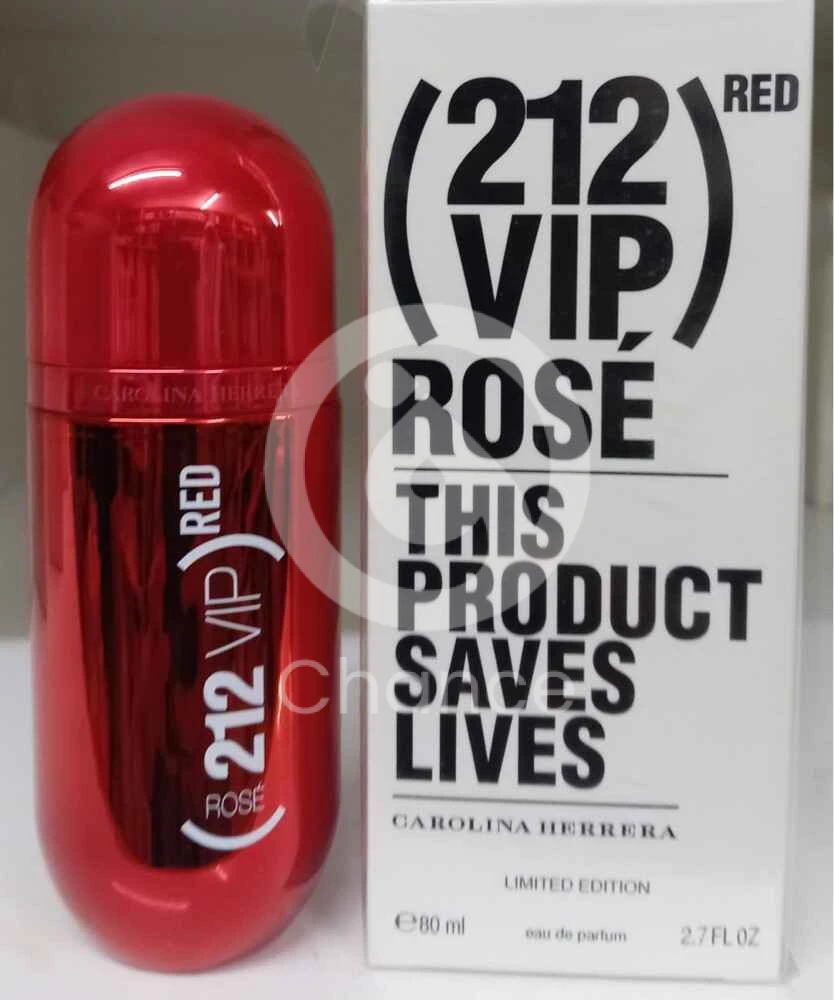 CAROLINA HERRERA
ROSÉ
(212 VIP)RED
(212
VIP)RED
ROSÉ
THIS
PRODUCT
SAVES
LIVES
CAROLINA HERRERA
LIMITED EDITION
℮80 ml
eau de parfum
2.7 FL OZ
Chance